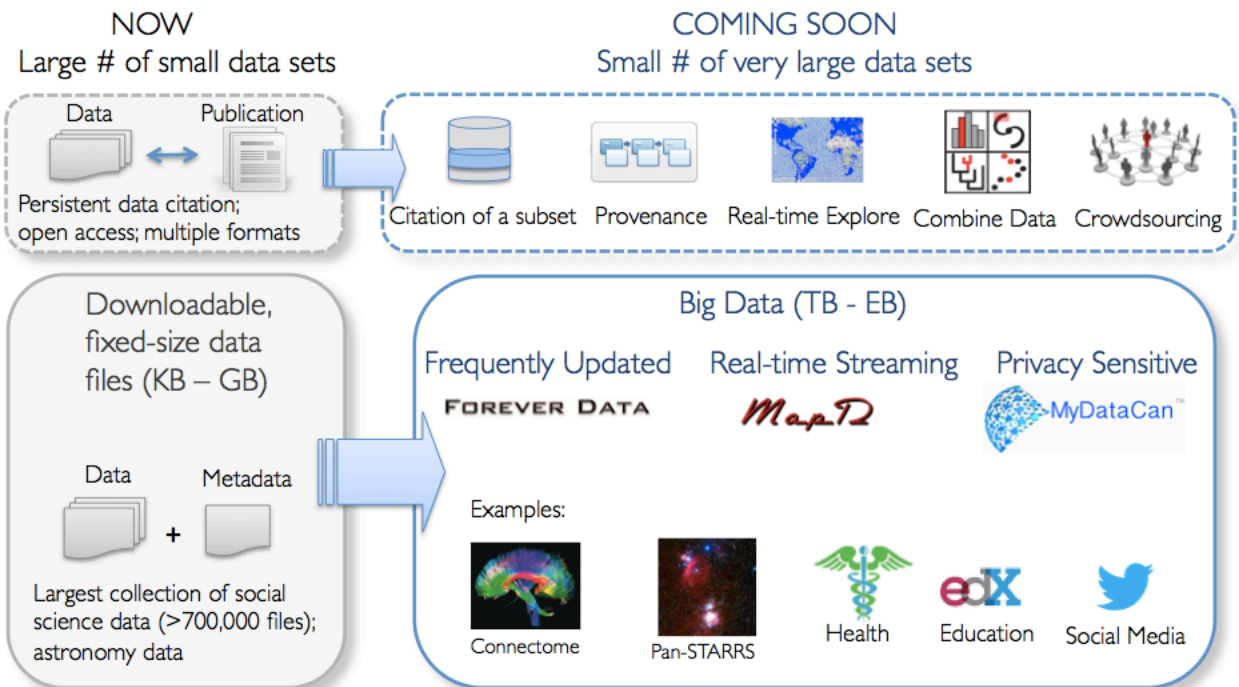 NOW
Large # of small data sets
COMING SOON
Small # of very large data sets
Data
Publication
Persistent data citation;
open access; multiple formats
Citation of a subset
Provenance
Real-time Explore
Combine Data
Crowdsourcing
Downloadable,
fixed-size data
files (KB – GB)
Data
+
Metadata
Largest collection of social
science data (>700,000 files);
astronomy data
Big Data (TB - EB)
Frequently Updated
Real-time Streaming
Privacy Sensitive
FOREVER DATA
MapD
MyDataCan™
Examples:
Connectome
Pan-STARRS
Health
edX
Education
Social Media